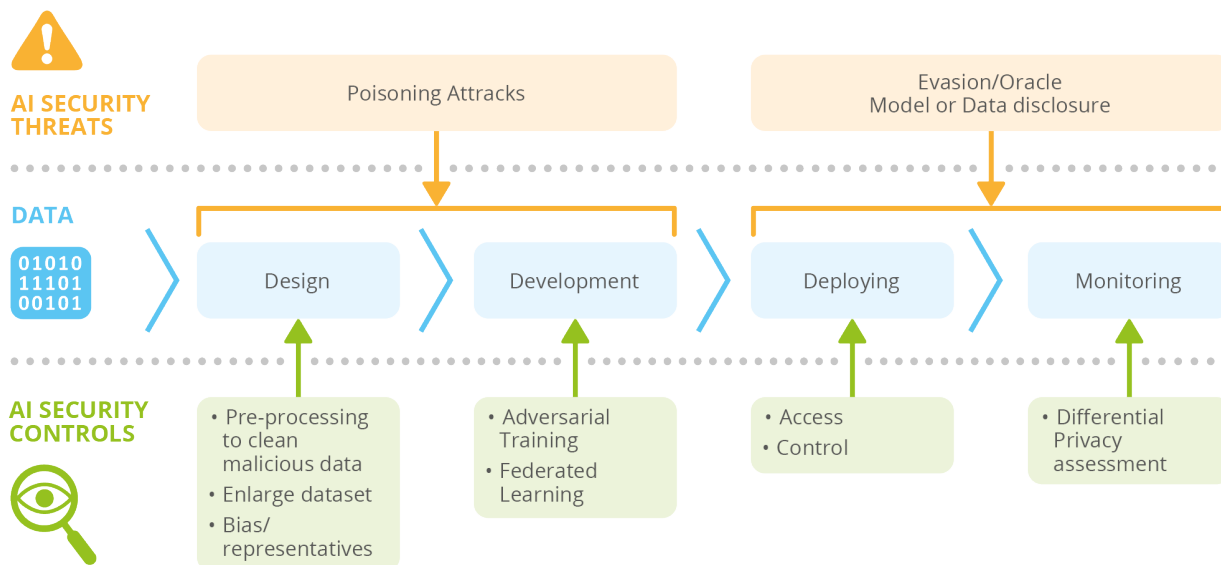 AI SECURITY
THREATS
Poisoning Attracks
Evasion/Oracle
Model or Data disclosure
DATA
01010
11101
00101
Design
Development
Deploying
Monitoring
AI SECURITY
CONTROLS
• Pre-processing
to clean
malicious data
• Enlarge dataset
• Bias/
representatives
• Adversarial
Training
• Federated
Learning
• Access
• Control
• Differential
Privacy
assessment